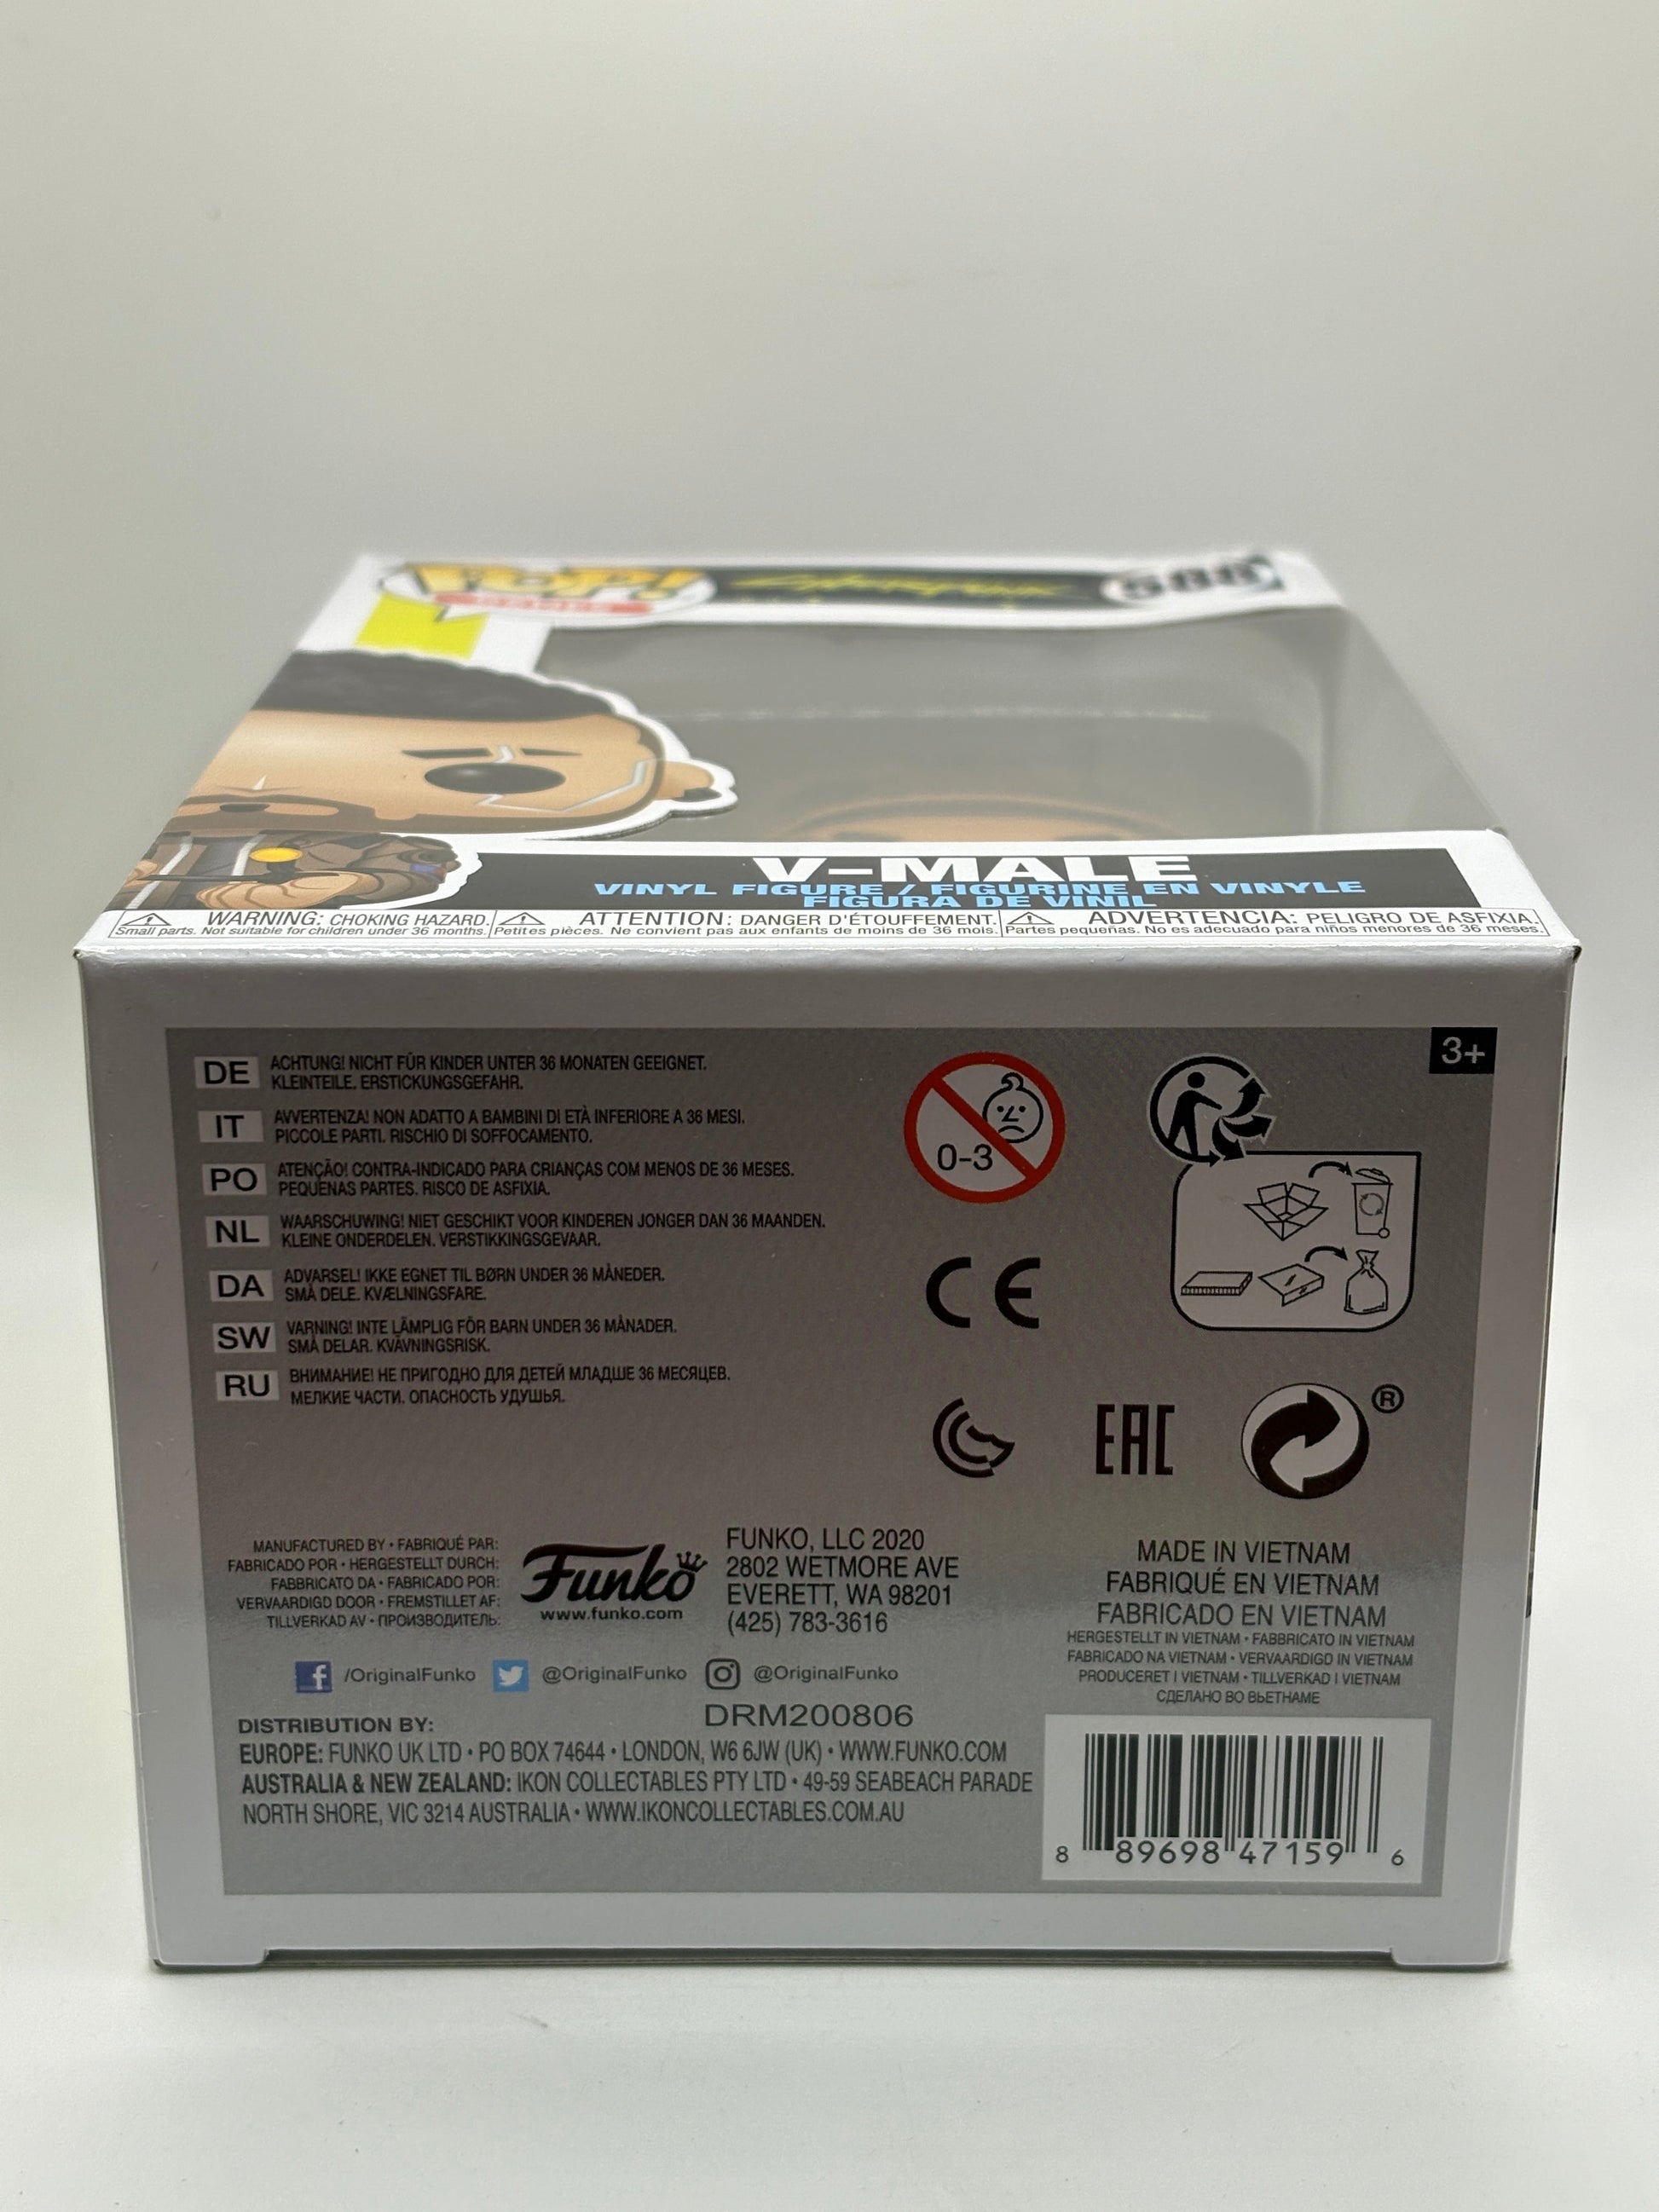 POP!
GAMES
Cyberpunk
588
V-MALE
VINYL FIGURE / FIGURINE EN VINYLE
FIGURA DE VINIL
WARNING: CHOKING HAZARD.
Small parts. Not suitable for children under 36 months.
ATTENTION: DANGER D'ÉTOUFFEMENT.
Petites pièces. Ne convient pas aux enfants de moins de 36 mois.
ADVERTENCIA: PELIGRO DE ASFIXIA.
Partes pequeñas. No es adecuado para niños menores de 36 meses.
3+
DE ACHTUNG! NICHT FÜR KINDER UNTER 36 MONATEN GEEIGNET.
KLEINTEILE. ERSTICKUNGSGEFAHR.
IT AVVERTENZA! NON ADATTO A BAMBINI DI ETÀ INFERIORE A 36 MESI.
PICCOLE PARTI. RISCHIO DI SOFFOCAMENTO.
PO ATENÇÃO! CONTRA-INDICADO PARA CRIANÇAS COM MENOS DE 36 MESES.
PEQUENAS PARTES. RISCO DE ASFIXIA.
NL WAARSCHUWING! NIET GESCHIKT VOOR KINDEREN JONGER DAN 36 MAANDEN.
KLEINE ONDERDELEN. VERSTIKKINGSGEVAAR.
DA ADVARSEL! IKKE EGNET TIL BØRN UNDER 36 MÅNEDER.
SMÅ DELE. KVÆLNINGSFARE.
SW VARNING! INTE LÄMPLIG FÖR BARN UNDER 36 MÅNADER.
SMÅ DELAR. KVÄVNINGSRISK.
RU ВНИМАНИЕ! НЕ ПРИГОДНО ДЛЯ ДЕТЕЙ МЛАДШЕ 36 МЕСЯЦЕВ.
МЕЛКИЕ ЧАСТИ. ОПАСНОСТЬ УДУШЬЯ.
0-3
CE
EAC
®
MANUFACTURED BY • FABRIQUÉ PAR:
FABRICADO POR • HERGESTELLT DURCH:
FABBRICATO DA • FABRICADO POR:
VERVAARDIGD DOOR • FREMSTILLET AF:
TILLVERKAD AV • ПРОИЗВОДИТЕЛЬ:
Funko
www.funko.com
FUNKO, LLC 2020
2802 WETMORE AVE
EVERETT, WA 98201
(425) 783-3616
MADE IN VIETNAM
FABRIQUÉ EN VIETNAM
FABRICADO EN VIETNAM
HERGESTELLT IN VIETNAM • FABBRICATO IN VIETNAM
FABRICADO NA VIETNAM • VERVAARDIGD IN VIETNAM
PRODUCERET I VIETNAM • TILLVERKAD I VIETNAM
СДЕЛАНО ВО ВЬЕТНАМЕ
/OriginalFunko @OriginalFunko @OriginalFunko
DRM200806
DISTRIBUTION BY:
EUROPE: FUNKO UK LTD • PO BOX 74644 • LONDON, W6 6JW (UK) • WWW.FUNKO.COM
AUSTRALIA & NEW ZEALAND: IKON COLLECTABLES PTY LTD • 49-59 SEABEACH PARADE
NORTH SHORE, VIC 3214 AUSTRALIA • WWW.IKONCOLLECTABLES.COM.AU
8 89698 47159 6